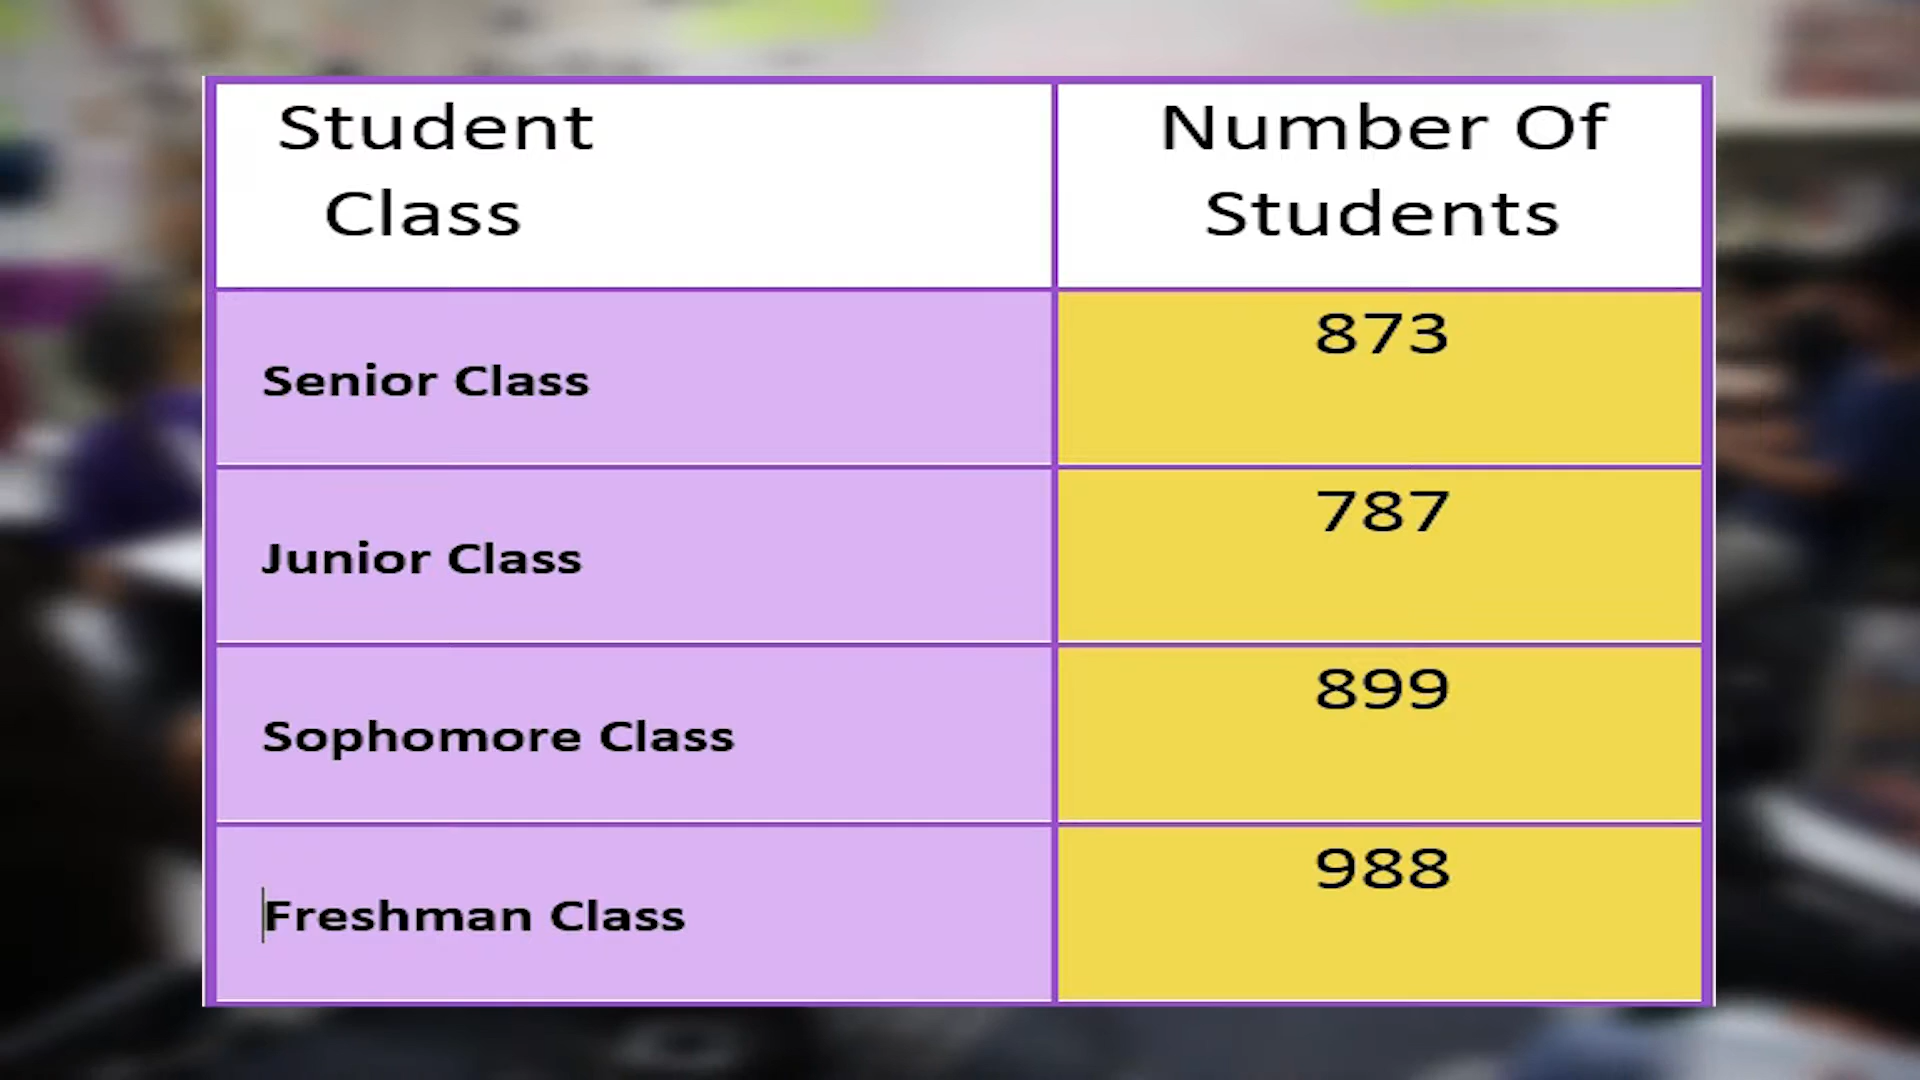 Student
Class
Number Of
Students
Senior Class
873
Junior Class
787
Sophomore Class
899
Freshman Class
988